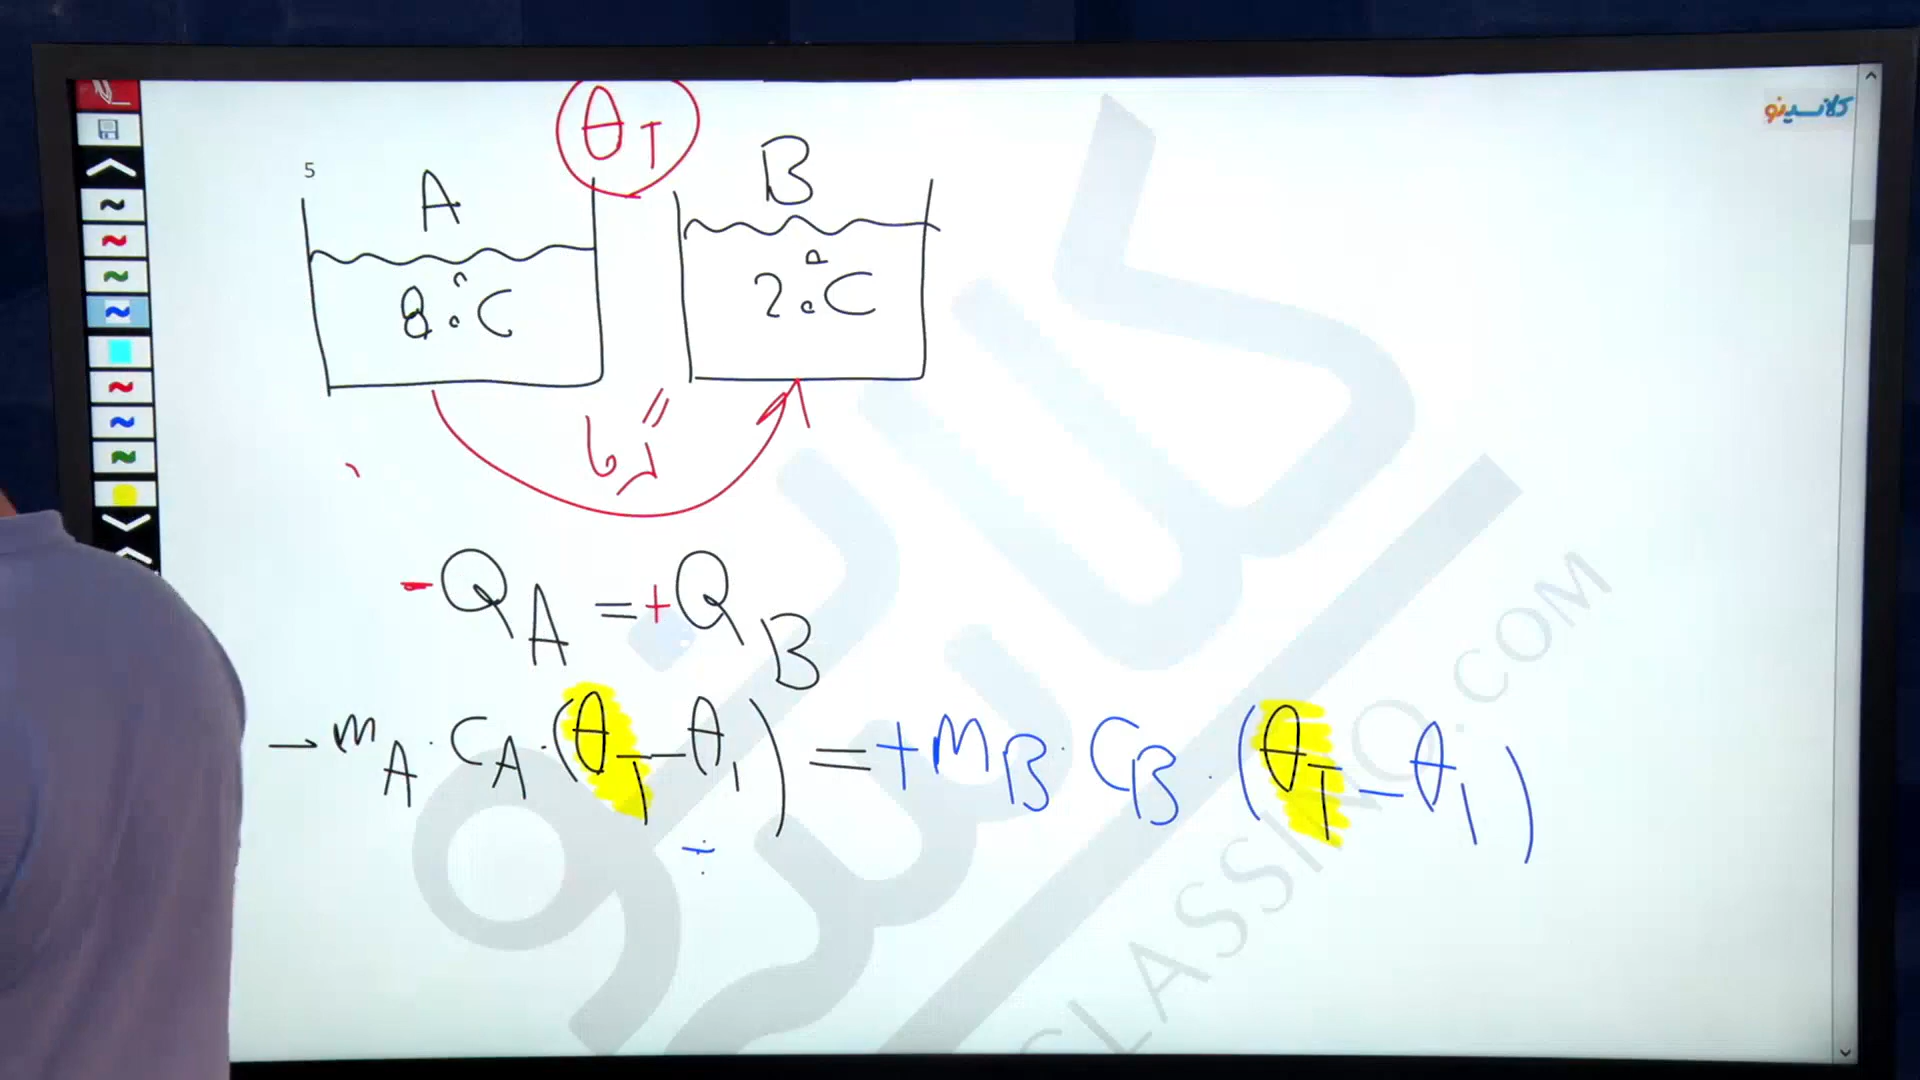 θT
کلاسینو
5
A
B
80°C
20°C
گرما
-QA = +QB
-mA.CA.(θT-θ1) = +mB.CB.(θT-θ1)
CLASSINO.COM